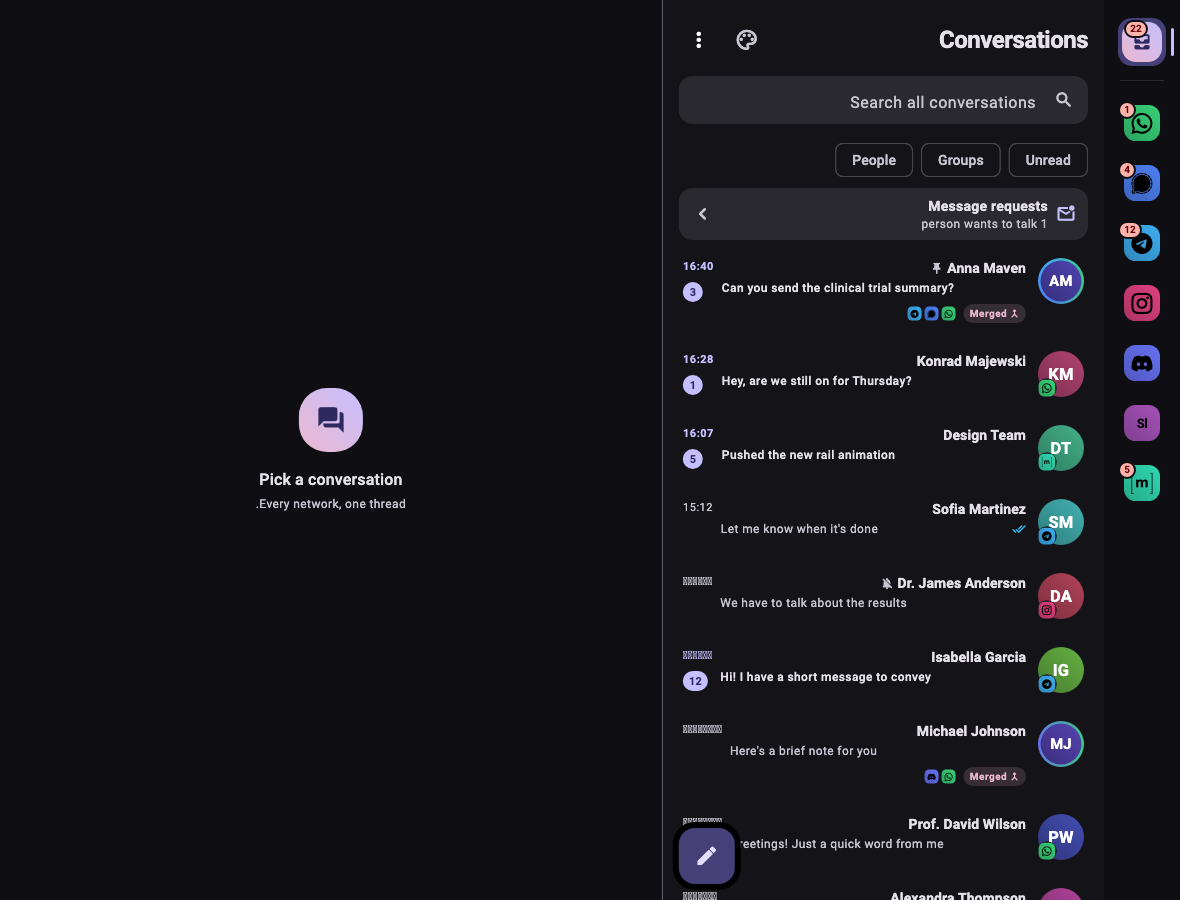 Conversations
22
Search all conversations
People
Groups
Unread
Message requests
person wants to talk 1
1
4
12
SI
5
[m]
16:40
Anna Maven
AM
3
Can you send the clinical trial summary?
Merged
16:28
Konrad Majewski
KM
1
Hey, are we still on for Thursday?
16:07
Design Team
DT
5
Pushed the new rail animation
[m]
15:12
Sofia Martinez
SM
Let me know when it's done
Dr. James Anderson
DA
We have to talk about the results
Isabella Garcia
IG
12
Hi! I have a short message to convey
Michael Johnson
MJ
Here's a brief note for you
Merged
Prof. David Wilson
PW
reetings! Just a quick word from me
Alexandra Thompson
Pick a conversation
.Every network, one thread